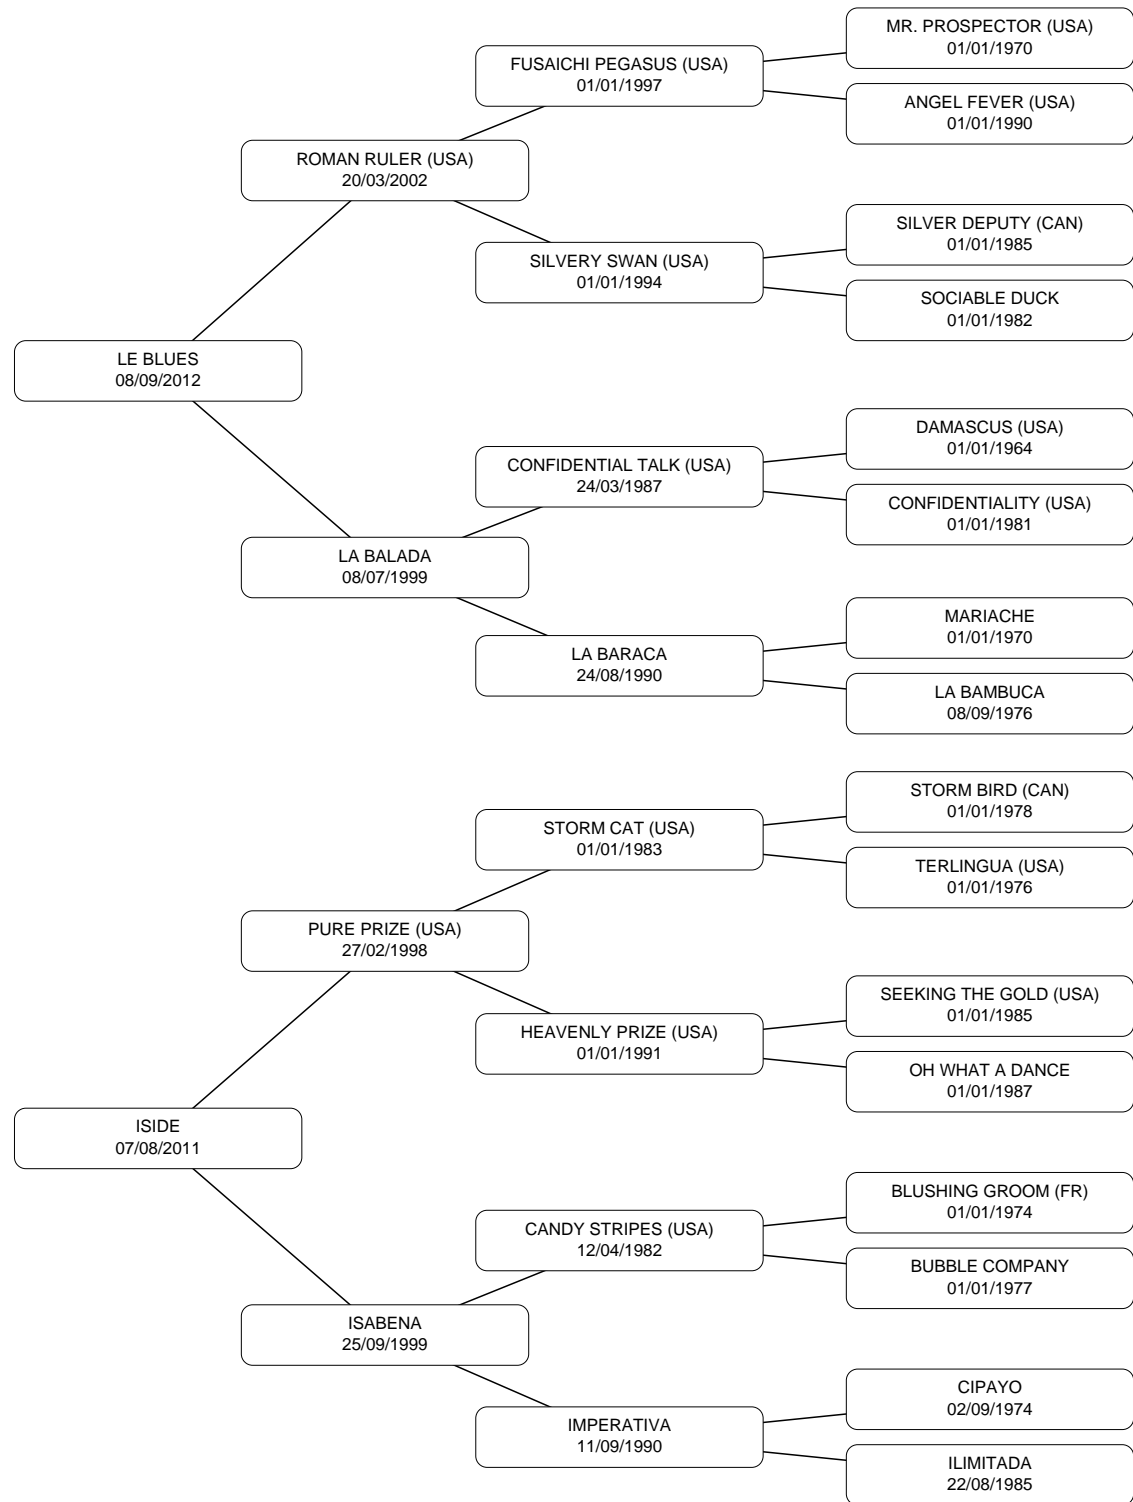 MR. PROSPECTOR (USA)
01/01/1970
FUSAICHI PEGASUS (USA)
01/01/1997
ANGEL FEVER (USA)
01/01/1990
ROMAN RULER (USA)
20/03/2002
SILVER DEPUTY (CAN)
01/01/1985
SILVERY SWAN (USA)
01/01/1994
SOCIABLE DUCK
01/01/1982
LE BLUES
08/09/2012
DAMASCUS (USA)
01/01/1964
CONFIDENTIAL TALK (USA)
24/03/1987
CONFIDENTIALITY (USA)
01/01/1981
LA BALADA
08/07/1999
MARIACHE
01/01/1970
LA BARACA
24/08/1990
LA BAMBUCA
08/09/1976
STORM BIRD (CAN)
01/01/1978
STORM CAT (USA)
01/01/1983
TERLINGUA (USA)
01/01/1976
PURE PRIZE (USA)
27/02/1998
SEEKING THE GOLD (USA)
01/01/1985
HEAVENLY PRIZE (USA)
01/01/1991
OH WHAT A DANCE
01/01/1987
ISIDE
07/08/2011
BLUSHING GROOM (FR)
01/01/1974
CANDY STRIPES (USA)
12/04/1982
BUBBLE COMPANY
01/01/1977
ISABENA
25/09/1999
CIPAYO
02/09/1974
IMPERATIVA
11/09/1990
ILIMITADA
22/08/1985